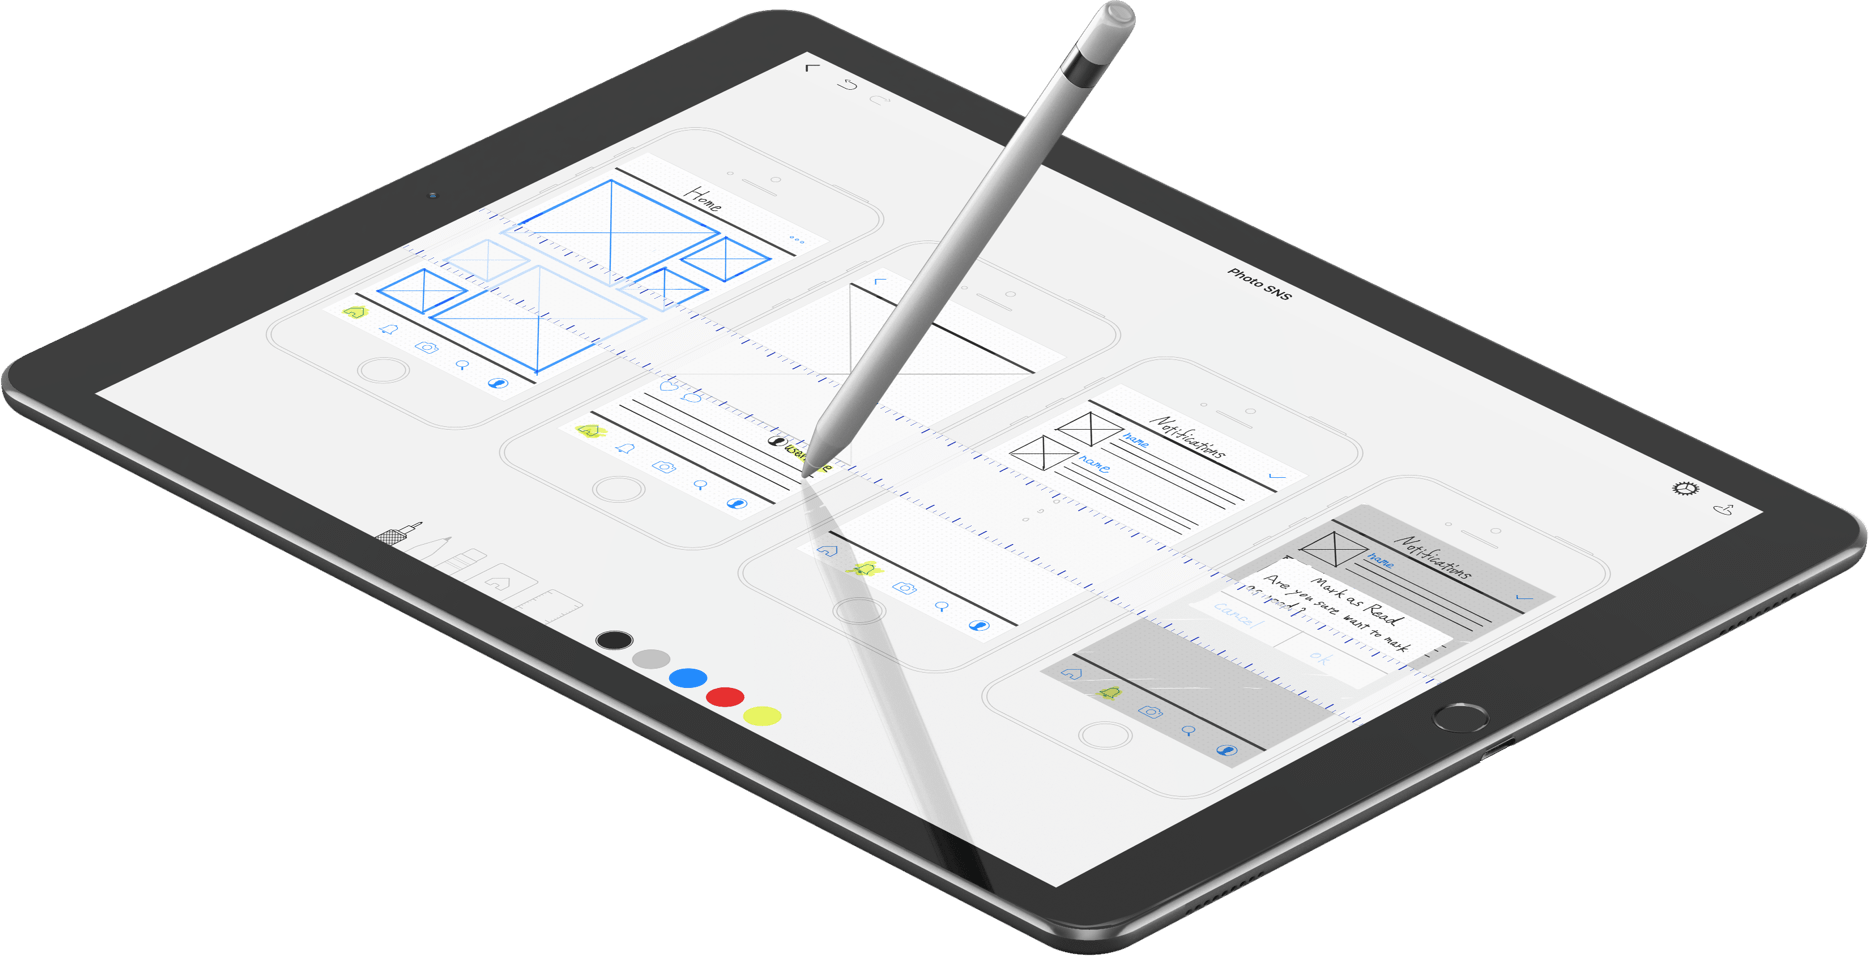 Photo SNS
Home
username
Notifications
name
name
Notifications
name
Mark as Read
Are you sure want to mark
as read?
cancel
ok